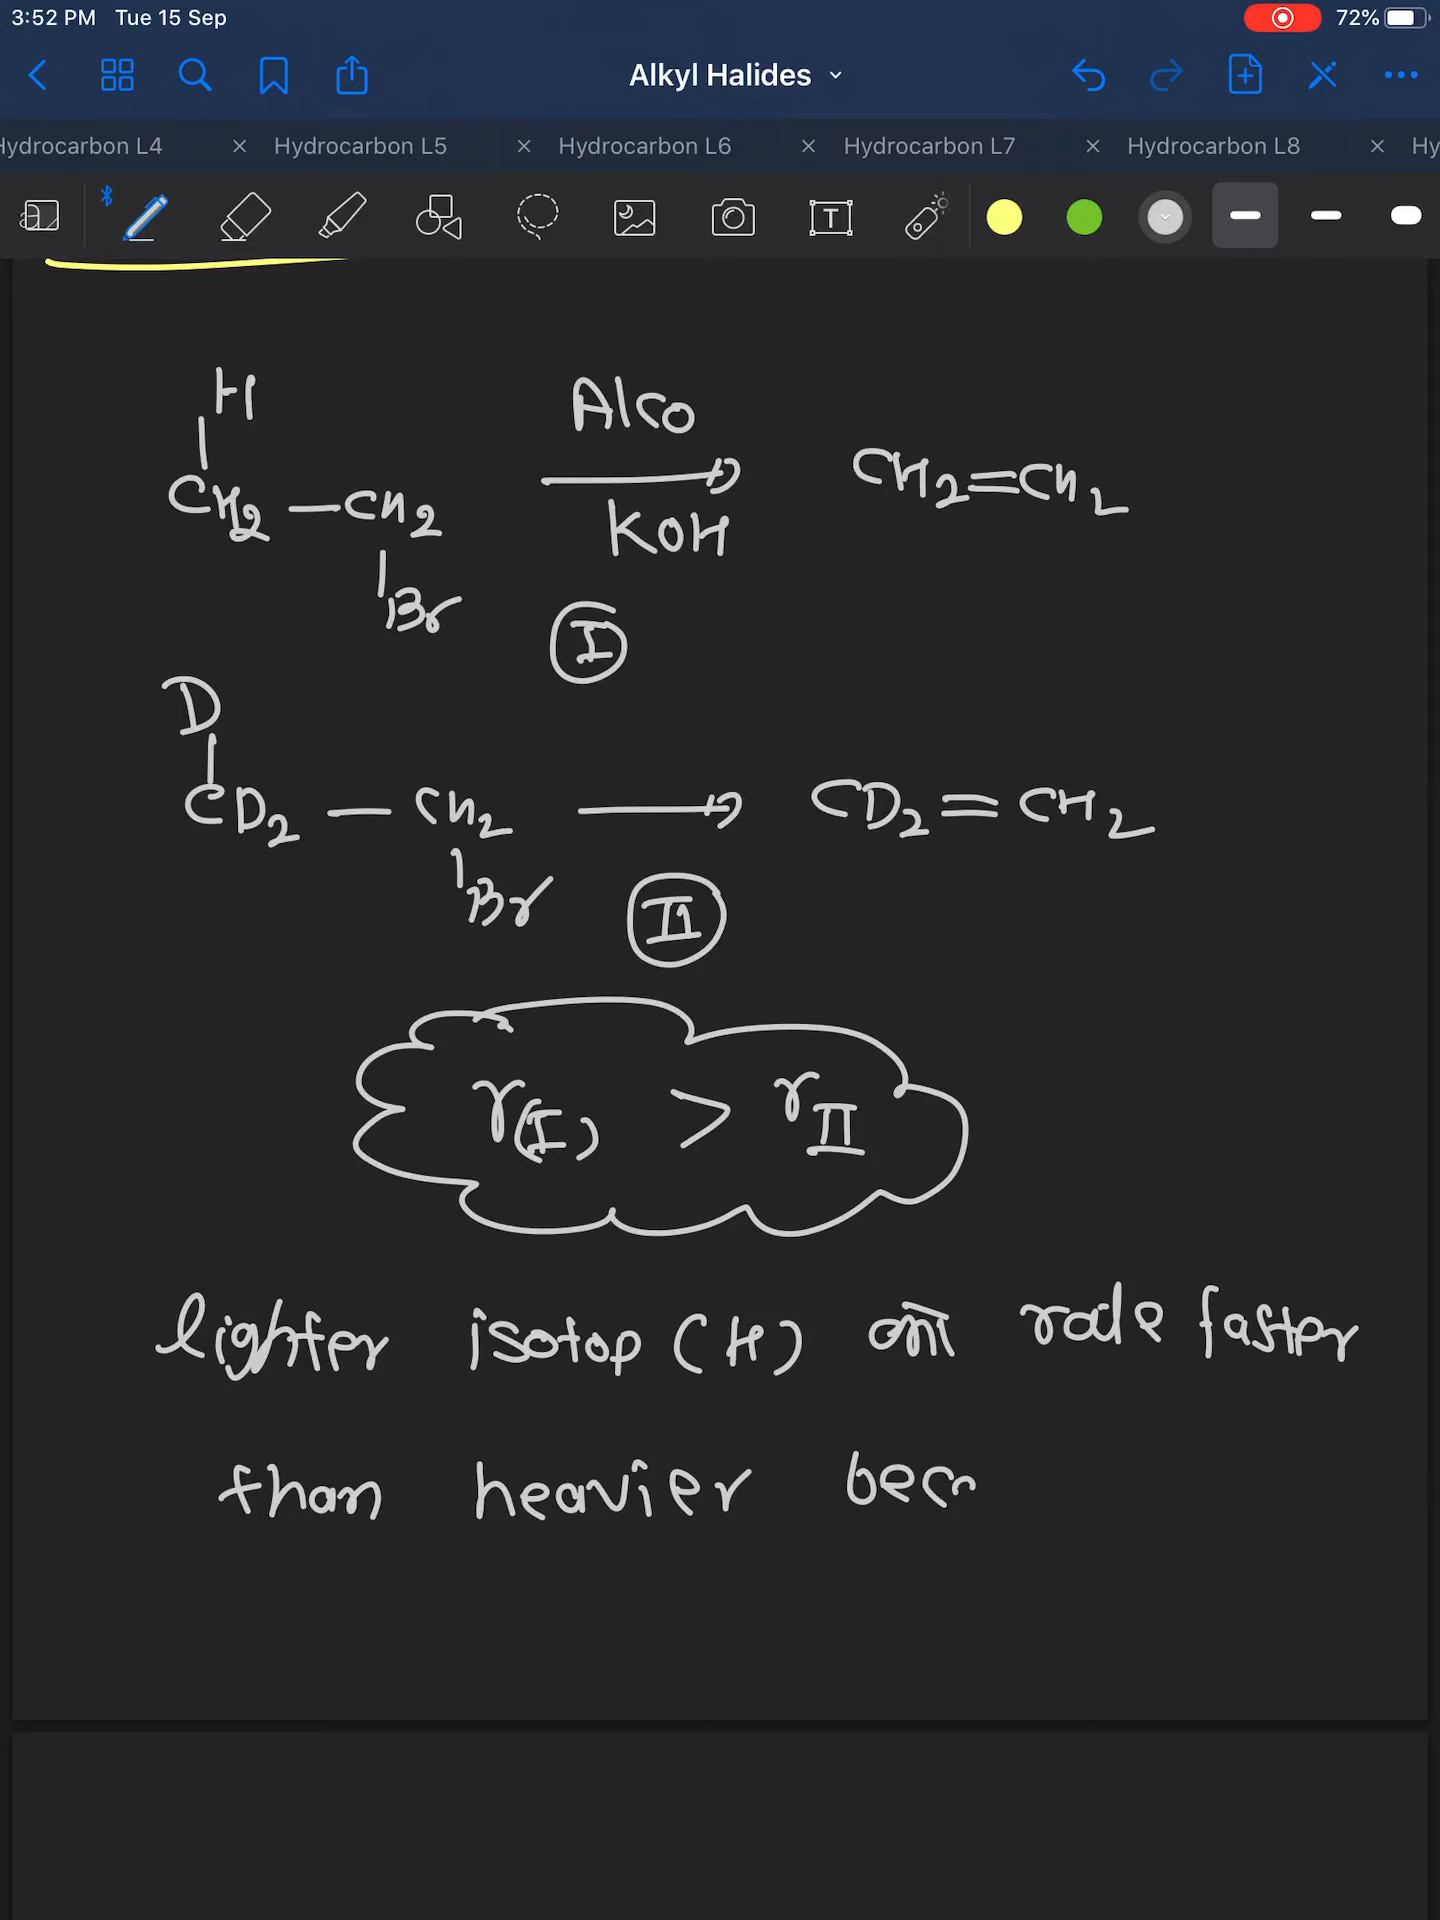 3:52 PM Tue 15 Sep 72%
Alkyl Halides
Hydrocarbon L4 × Hydrocarbon L5 × Hydrocarbon L6 × Hydrocarbon L7 × Hydrocarbon L8 × Hy
T
H
Alco
CH2 — CH2 CH2=CH2
KOH
Br
I
D
CD2 — CH2 CD2=CH2
Br
II
r(I) > rII
lighter isotop (H) की rate faster
than heavier bec